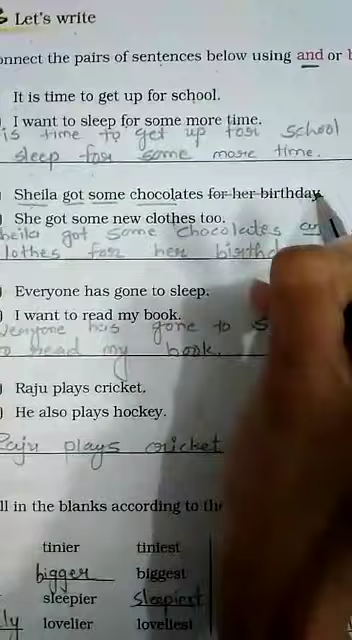 Let's write
onnect the pairs of sentences below using and or b
It is time to get up for school.
I want to sleep for some more time.
is time to get up for school
sleep for some more time.
Sheila got some chocolates for her birthday.
She got some new clothes too.
heila got some chocolates
lothes for her birthd
Everyone has gone to sleep.
I want to read my book.
veryone has gone to s
to read my book.
Raju plays cricket.
He also plays hockey.
Raju plays cricket
ll in the blanks according to the
tinier tiniest
bigger biggest
sleepier sleepiest
ly lovelier loveliest